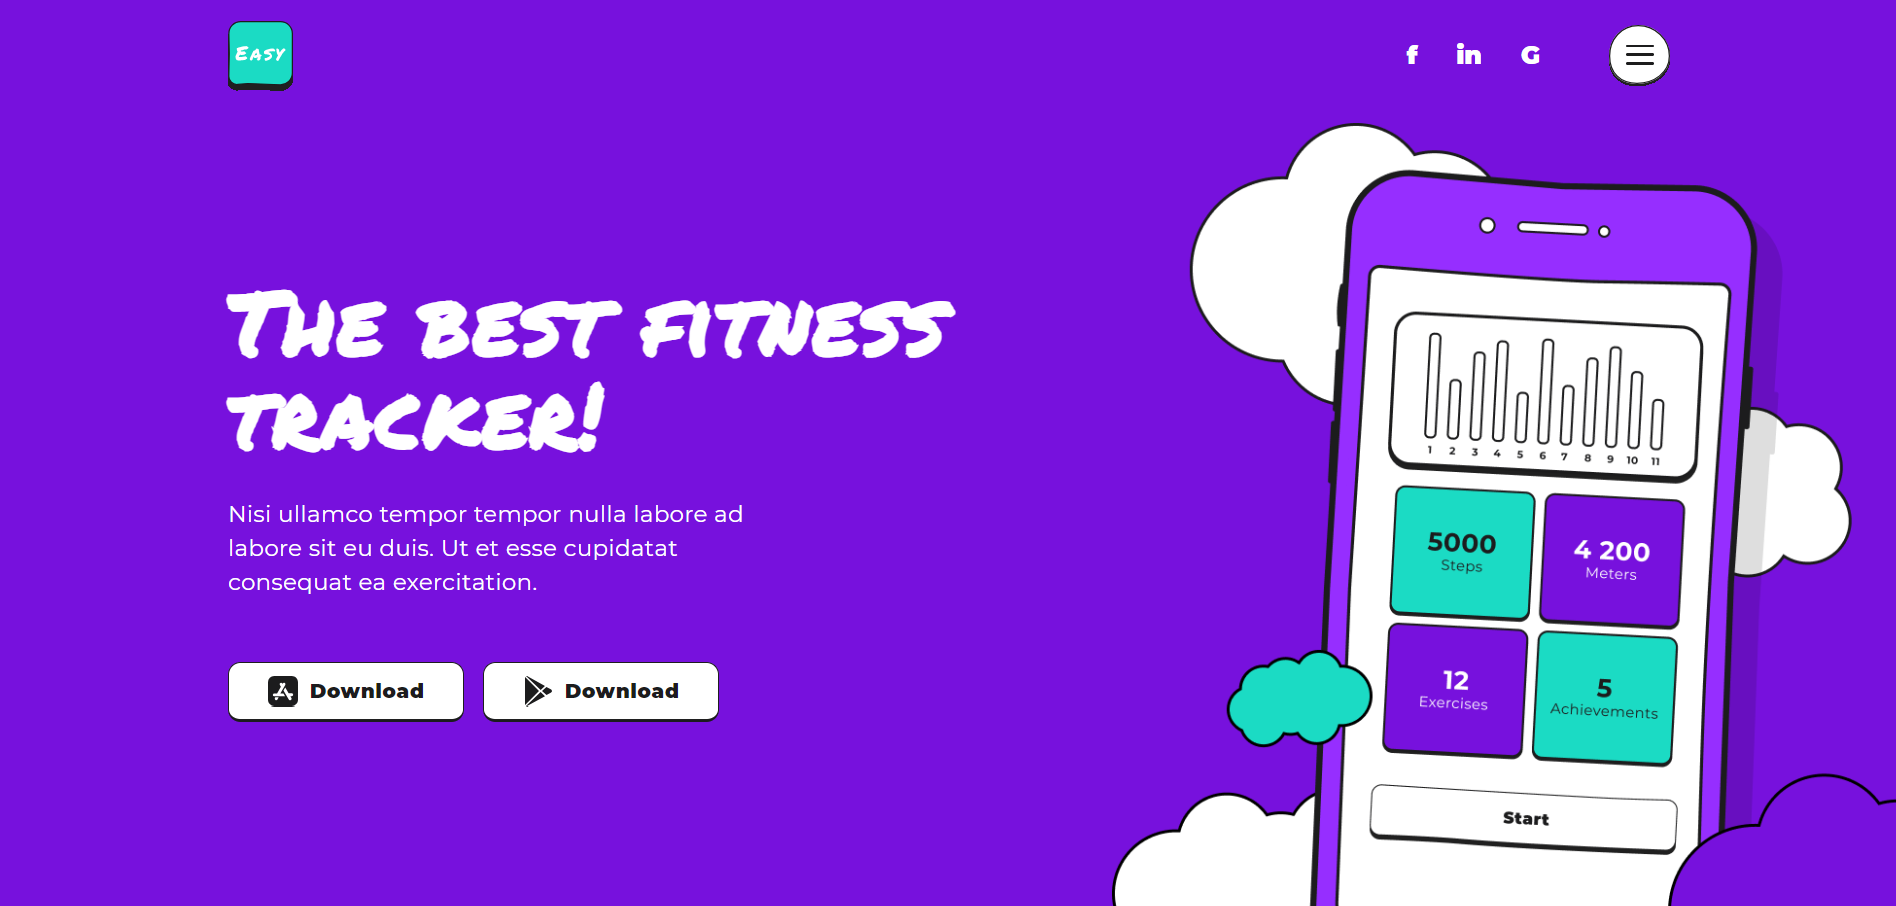 Easy
f in G
The best fitness
tracker!
Nisi ullamco tempor tempor nulla labore ad
labore sit eu duis. Ut et esse cupidatat
consequat ea exercitation.
Download Download
1 2 3 4 5 6 7 8 9 10 11
5000 4 200
Steps Meters
12 5
Exercises Achievements
Start